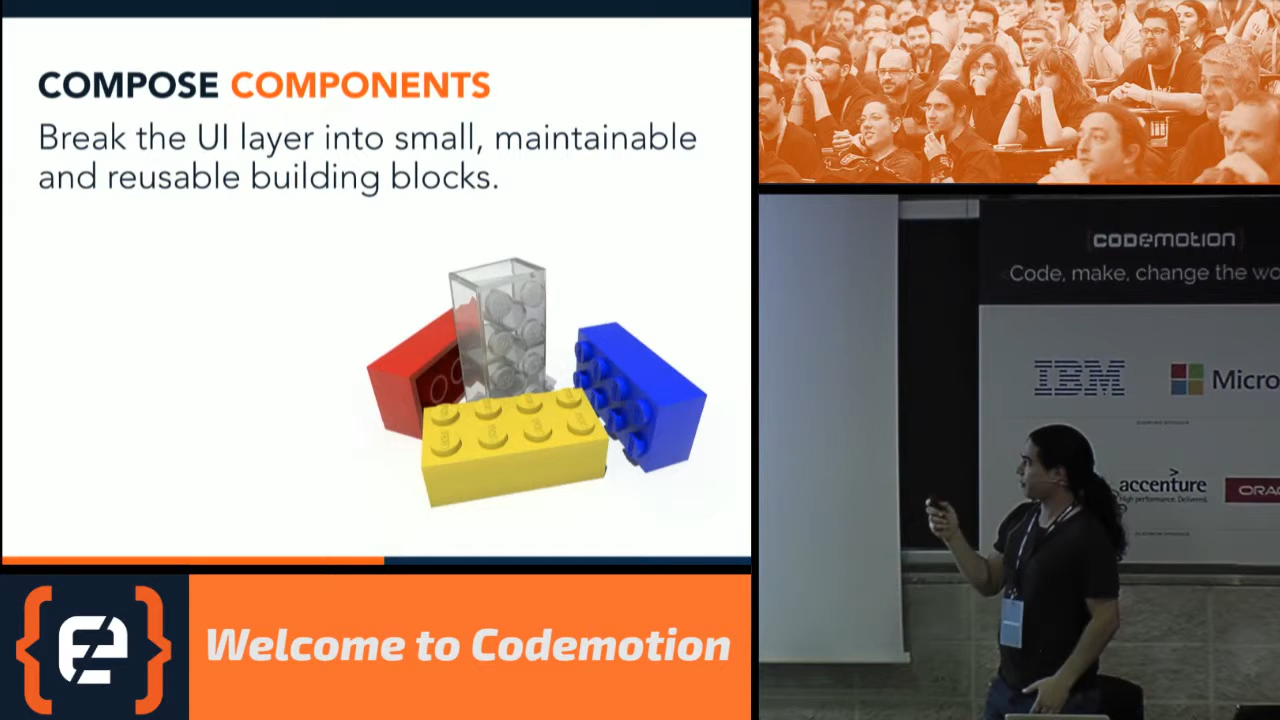 COMPOSE COMPONENTS
Break the UI layer into small, maintainable
and reusable building blocks.
Welcome to Codemotion
CODEMOTION
Code, make, change the wo
IBM
Micro
accenture
High performance. Delivered.
ORAC